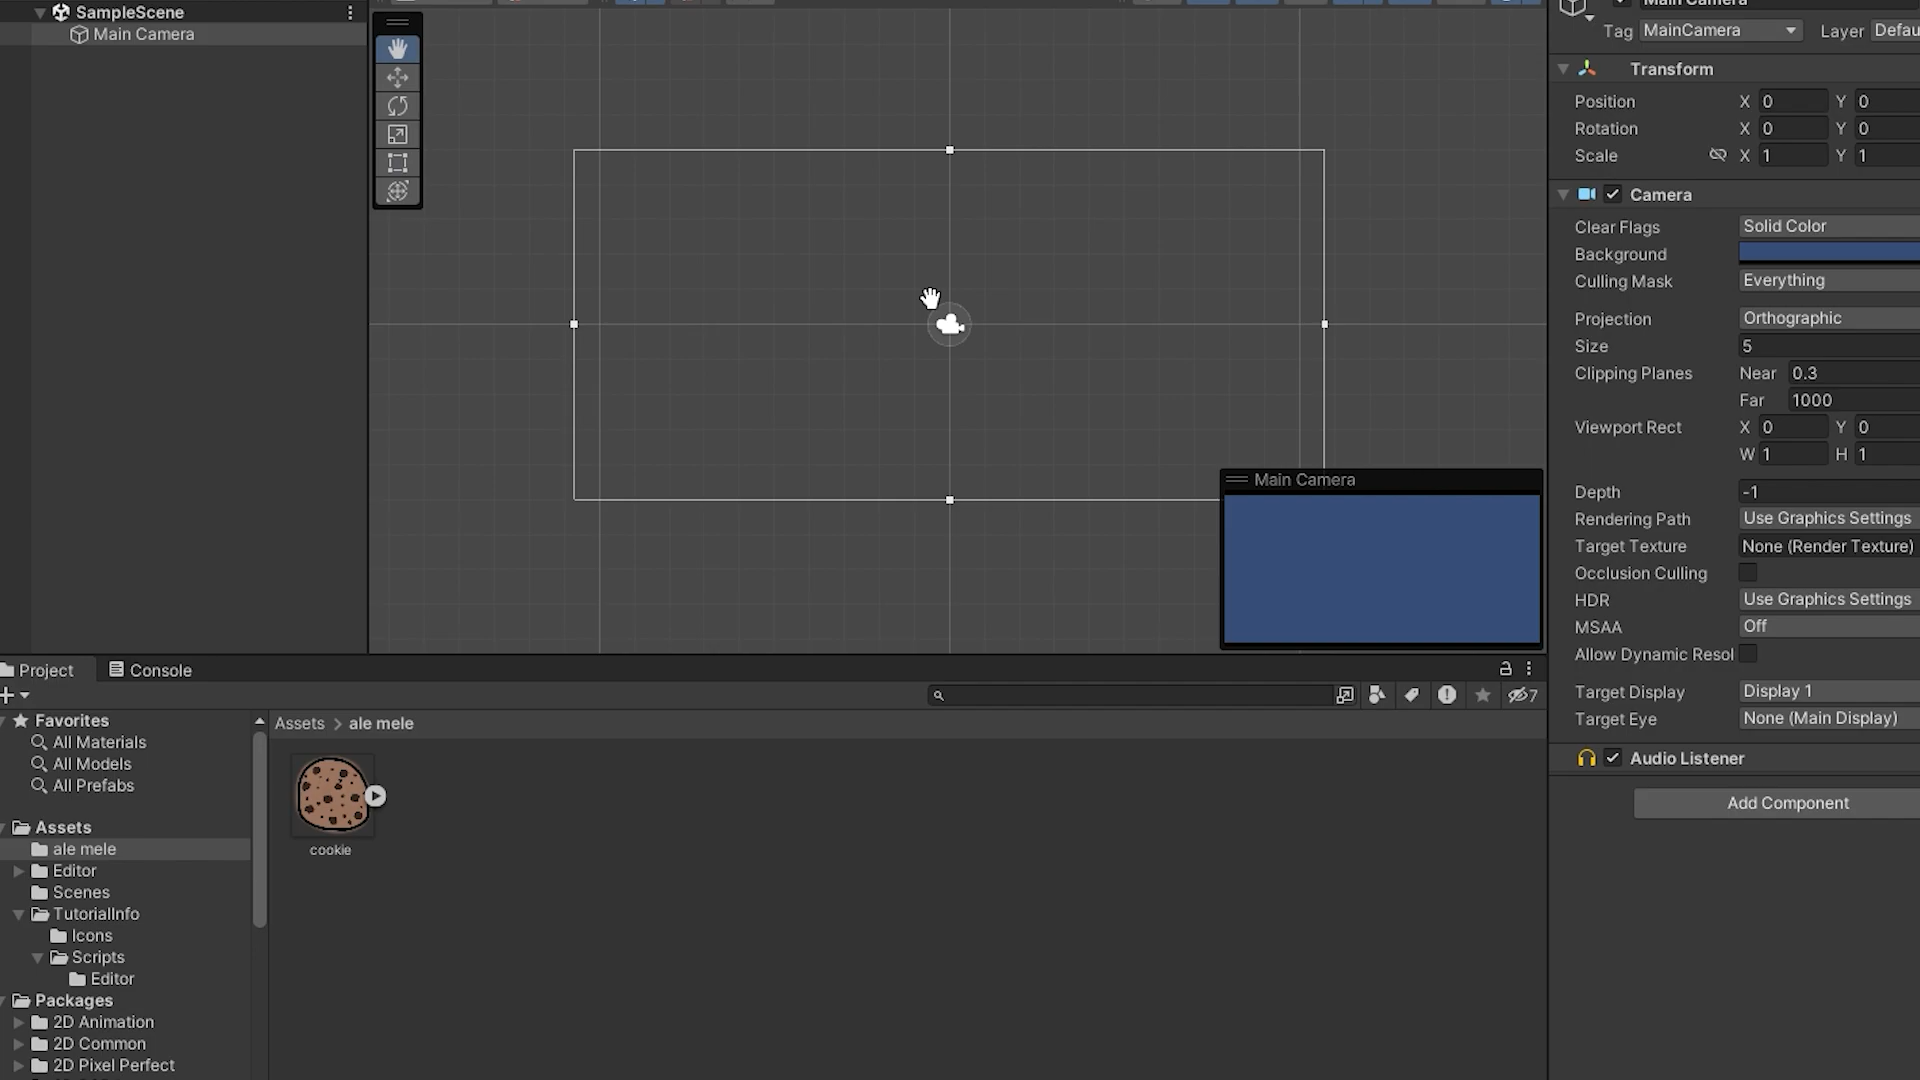 SampleScene
Main Camera
Main Camera
Tag MainCamera Layer
Transform
Position X 0 Y 0
Rotation X 0 Y 0
Scale X 1 Y 1
Camera
Clear Flags Solid Color
Background
Culling Mask Everything
Projection Orthographic
Size 5
Clipping Planes Near 0.3
Far 1000
Viewport Rect X 0 Y 0
W 1 H 1
Depth -1
Rendering Path Use Graphics Settings
Target Texture None (Render Texture)
Occlusion Culling
HDR Use Graphics Settings
MSAA Off
Allow Dynamic Resol
Target Display Display 1
Target Eye None (Main Display)
Audio Listener
Add Component
Main Camera
Project Console
7
Favorites
All Materials
All Models
All Prefabs
Assets
ale mele
Editor
Scenes
TutorialInfo
Icons
Scripts
Editor
Packages
2D Animation
2D Common
2D Pixel Perfect
Assets > ale mele
cookie